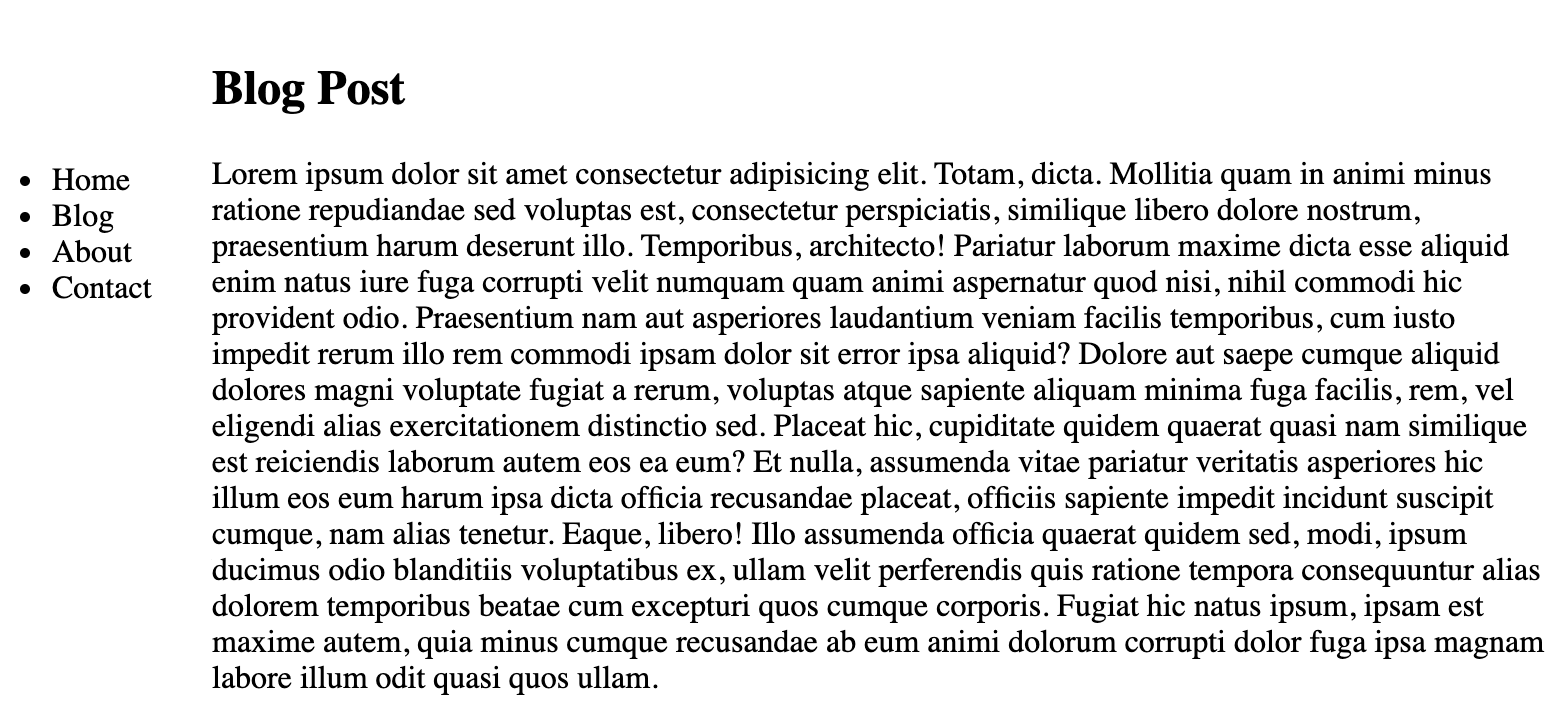 Blog Post
Home
Blog
About
Contact
Lorem ipsum dolor sit amet consectetur adipisicing elit. Totam, dicta. Mollitia quam in animi minus
ratione repudiandae sed voluptas est, consectetur perspiciatis, similique libero dolore nostrum,
praesentium harum deserunt illo. Temporibus, architecto! Pariatur laborum maxime dicta esse aliquid
enim natus iure fuga corrupti velit numquam quam animi aspernatur quod nisi, nihil commodi hic
provident odio. Praesentium nam aut asperiores laudantium veniam facilis temporibus, cum iusto
impedit rerum illo rem commodi ipsam dolor sit error ipsa aliquid? Dolore aut saepe cumque aliquid
dolores magni voluptate fugiat a rerum, voluptas atque sapiente aliquam minima fuga facilis, rem, vel
eligendi alias exercitationem distinctio sed. Placeat hic, cupiditate quidem quaerat quasi nam similique
est reiciendis laborum autem eos ea eum? Et nulla, assumenda vitae pariatur veritatis asperiores hic
illum eos eum harum ipsa dicta officia recusandae placeat, officiis sapiente impedit incidunt suscipit
cumque, nam alias tenetur. Eaque, libero! Illo assumenda officia quaerat quidem sed, modi, ipsum
ducimus odio blanditiis voluptatibus ex, ullam velit perferendis quis ratione tempora consequuntur alias
dolorem temporibus beatae cum excepturi quos cumque corporis. Fugiat hic natus ipsum, ipsam est
maxime autem, quia minus cumque recusandae ab eum animi dolorum corrupti dolor fuga ipsa magnam
labore illum odit quasi quos ullam.